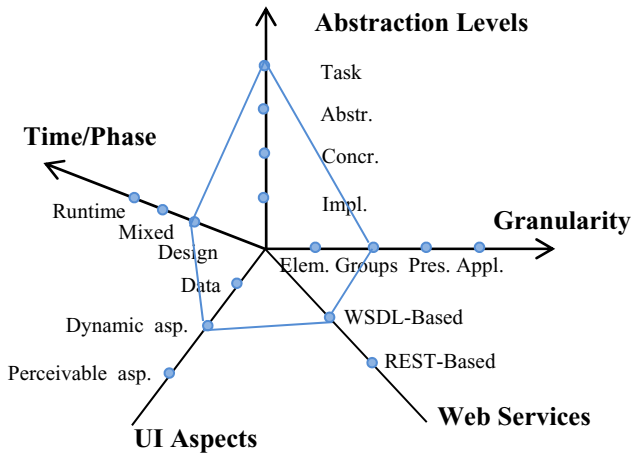 Abstraction Levels
Task
Abstr.
Time/Phase
Concr.
Runtime
Impl.
Mixed
Granularity
Design
Elem. Groups Pres. Appl.
Data
Dynamic asp.
WSDL-Based
Perceivable asp.
REST-Based
Web Services
UI Aspects